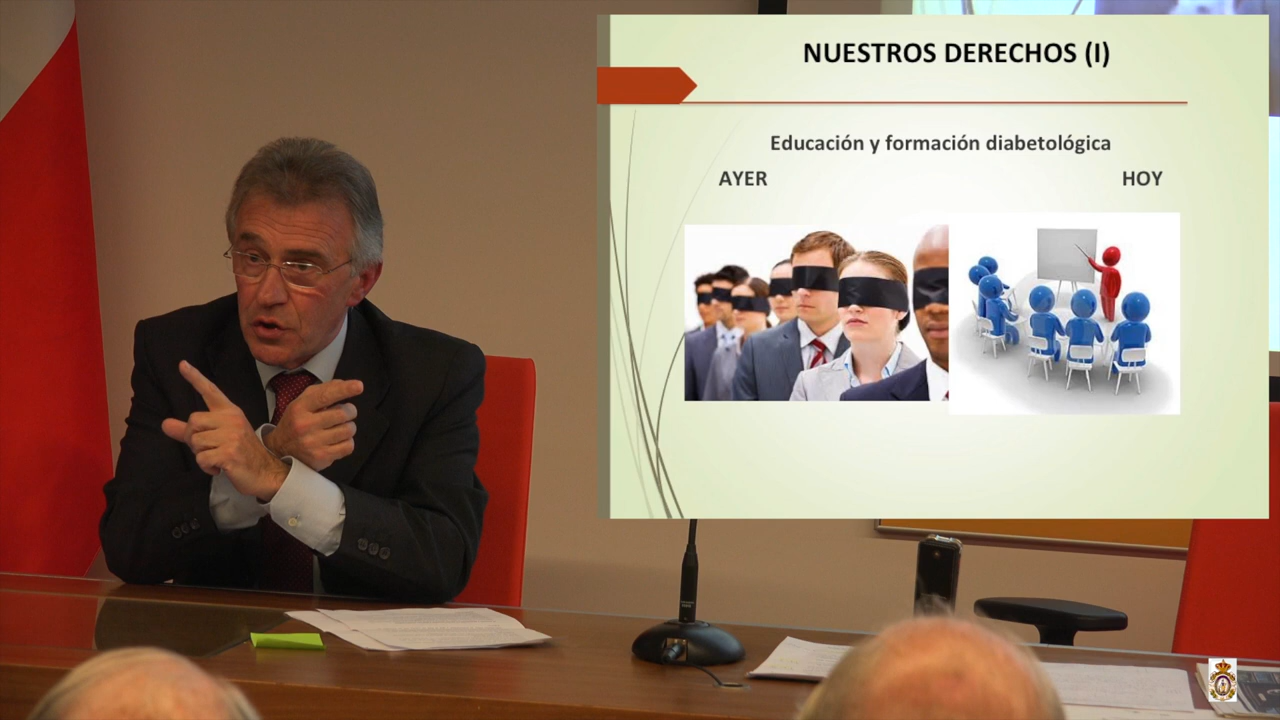 NUESTROS DERECHOS (I)
Educación y formación diabetológica
AYER
HOY